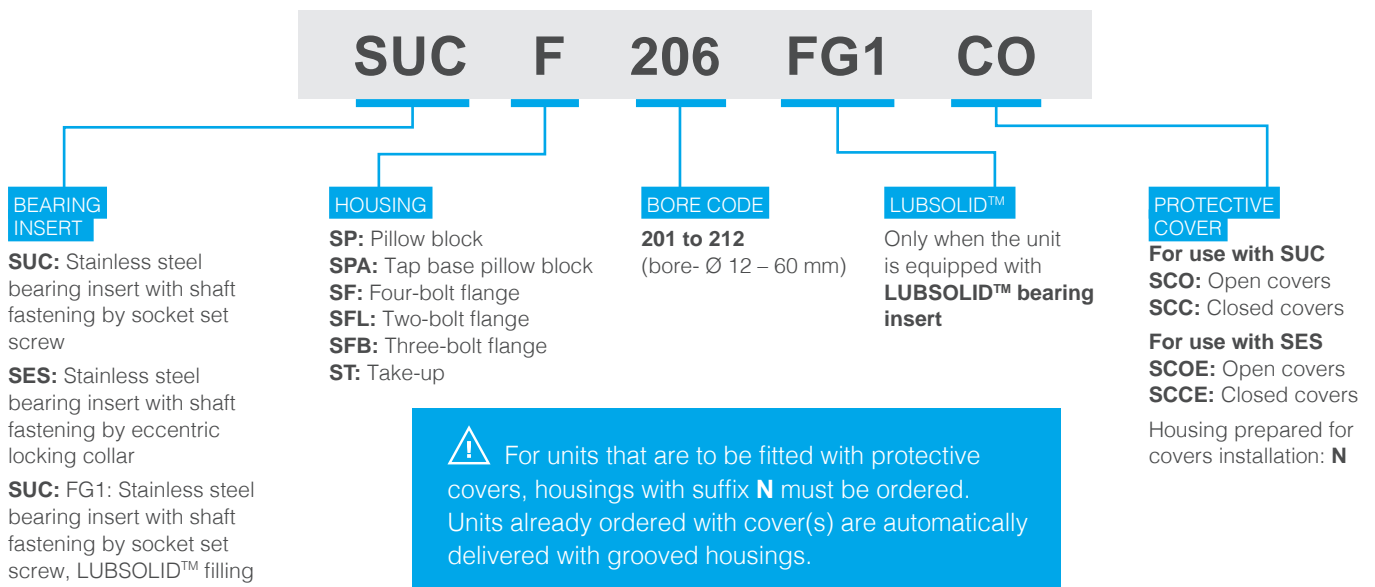 SUC F 206 FG1 CO
BEARING
INSERT
SUC: Stainless steel
bearing insert with shaft
fastening by socket set
screw
SES: Stainless steel
bearing insert with shaft
fastening by eccentric
locking collar
SUC: FG1: Stainless steel
bearing insert with shaft
fastening by socket set
screw, LUBSOLID™ filling
HOUSING
SP: Pillow block
SPA: Tap base pillow block
SF: Four-bolt flange
SFL: Two-bolt flange
SFB: Three-bolt flange
ST: Take-up
BORE CODE
201 to 212
(bore- Ø 12 – 60 mm)
LUBSOLID™
Only when the unit
is equipped with
LUBSOLID™ bearing
insert
PROTECTIVE
COVER
For use with SUC
SCO: Open covers
SCC: Closed covers
For use with SES
SCOE: Open covers
SCCE: Closed covers
Housing prepared for
covers installation: N
For units that are to be fitted with protective
covers, housings with suffix N must be ordered.
Units already ordered with cover(s) are automatically
delivered with grooved housings.